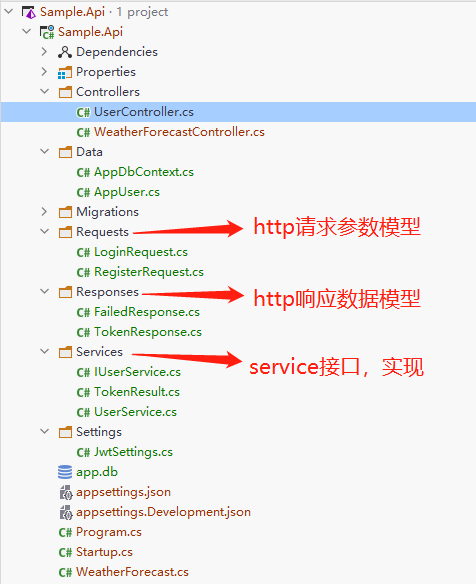 Sample.Api · 1 project
Sample.Api
Dependencies
Properties
Controllers
C# UserController.cs
C# WeatherForecastController.cs
Data
C# AppDbContext.cs
C# AppUser.cs
Migrations
Requests http请求参数模型
C# LoginRequest.cs
C# RegisterRequest.cs
Responses http响应数据模型
C# FailedResponse.cs
C# TokenResponse.cs
Services service接口，实现
C# IUserService.cs
C# TokenResult.cs
C# UserService.cs
Settings
C# JwtSettings.cs
app.db
appsettings.json
appsettings.Development.json
C# Program.cs
C# Startup.cs
C# WeatherForecast.cs